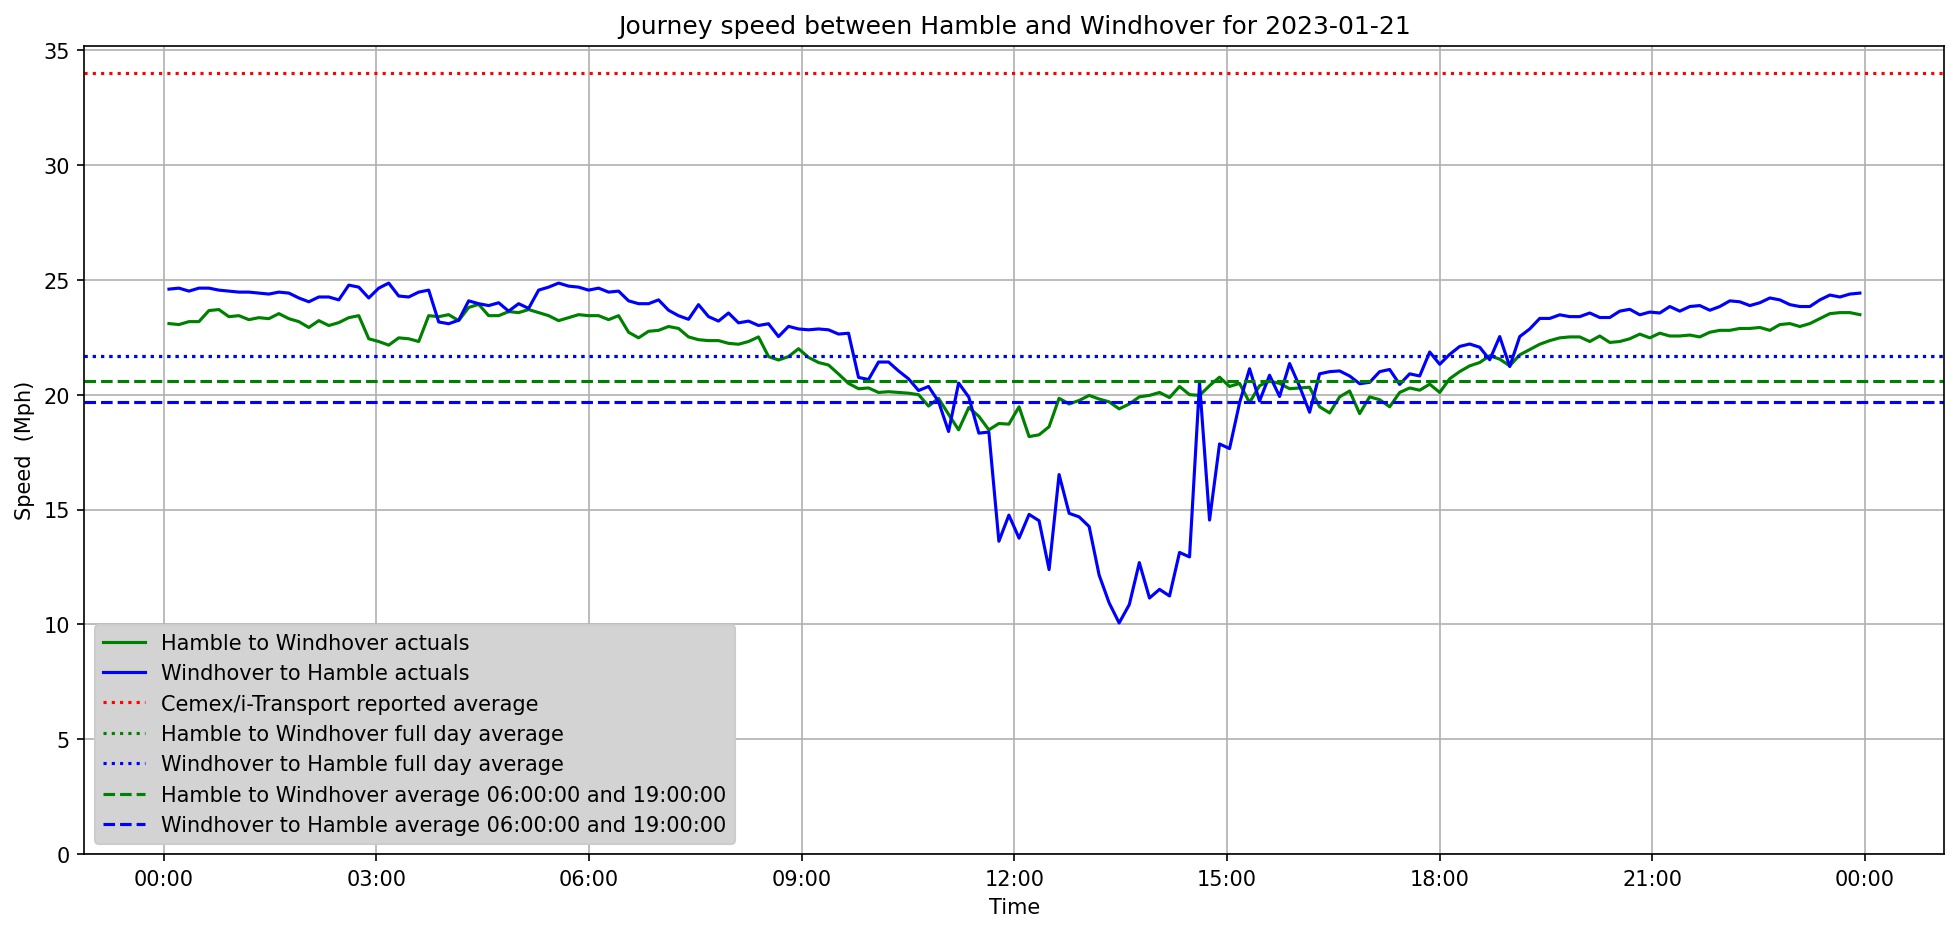 Journey speed between Hamble and Windhover for 2023-01-21
35
30
25
20
15
10
5
0
Speed  (Mph)
Hamble to Windhover actuals
Windhover to Hamble actuals
Cemex/i-Transport reported average
Hamble to Windhover full day average
Windhover to Hamble full day average
Hamble to Windhover average 06:00:00 and 19:00:00
Windhover to Hamble average 06:00:00 and 19:00:00
00:00 03:00 06:00 09:00 12:00 15:00 18:00 21:00 00:00
Time